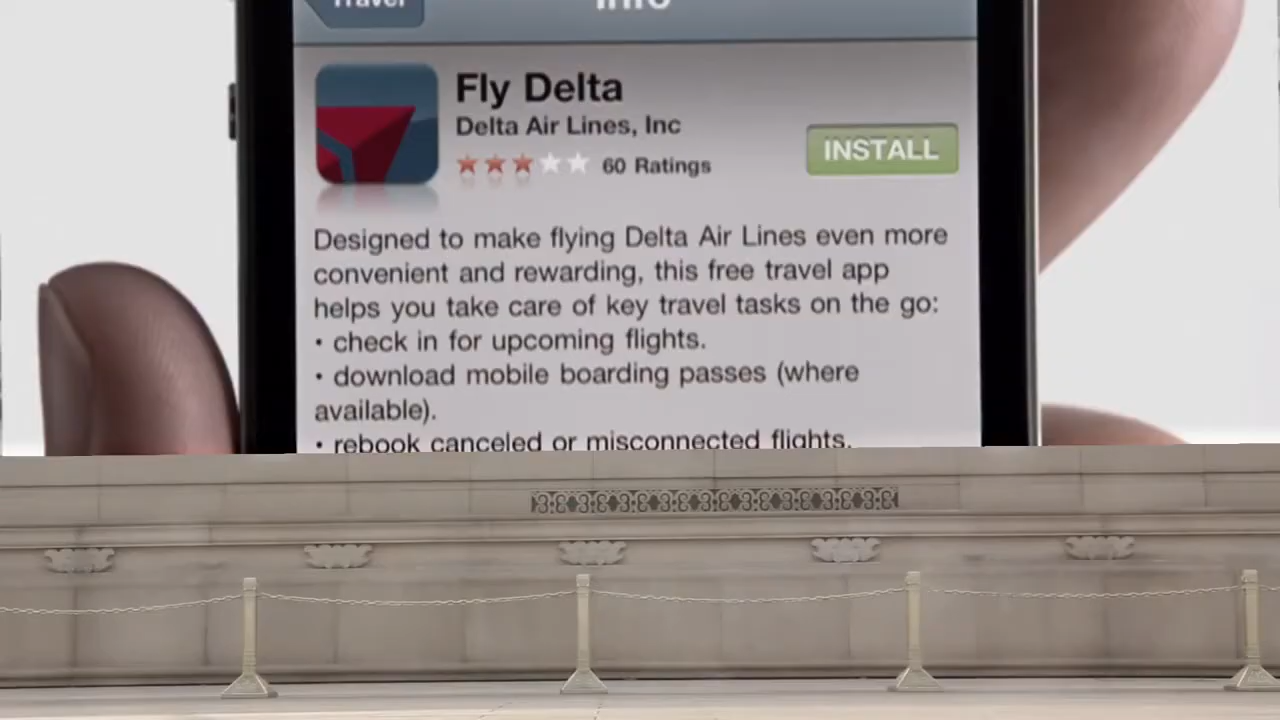 Travel
Info
Fly Delta
Delta Air Lines, Inc
60 Ratings
INSTALL
Designed to make flying Delta Air Lines even more
convenient and rewarding, this free travel app
helps you take care of key travel tasks on the go:
• check in for upcoming flights.
• download mobile boarding passes (where
available).
• rebook canceled or misconnected flights.